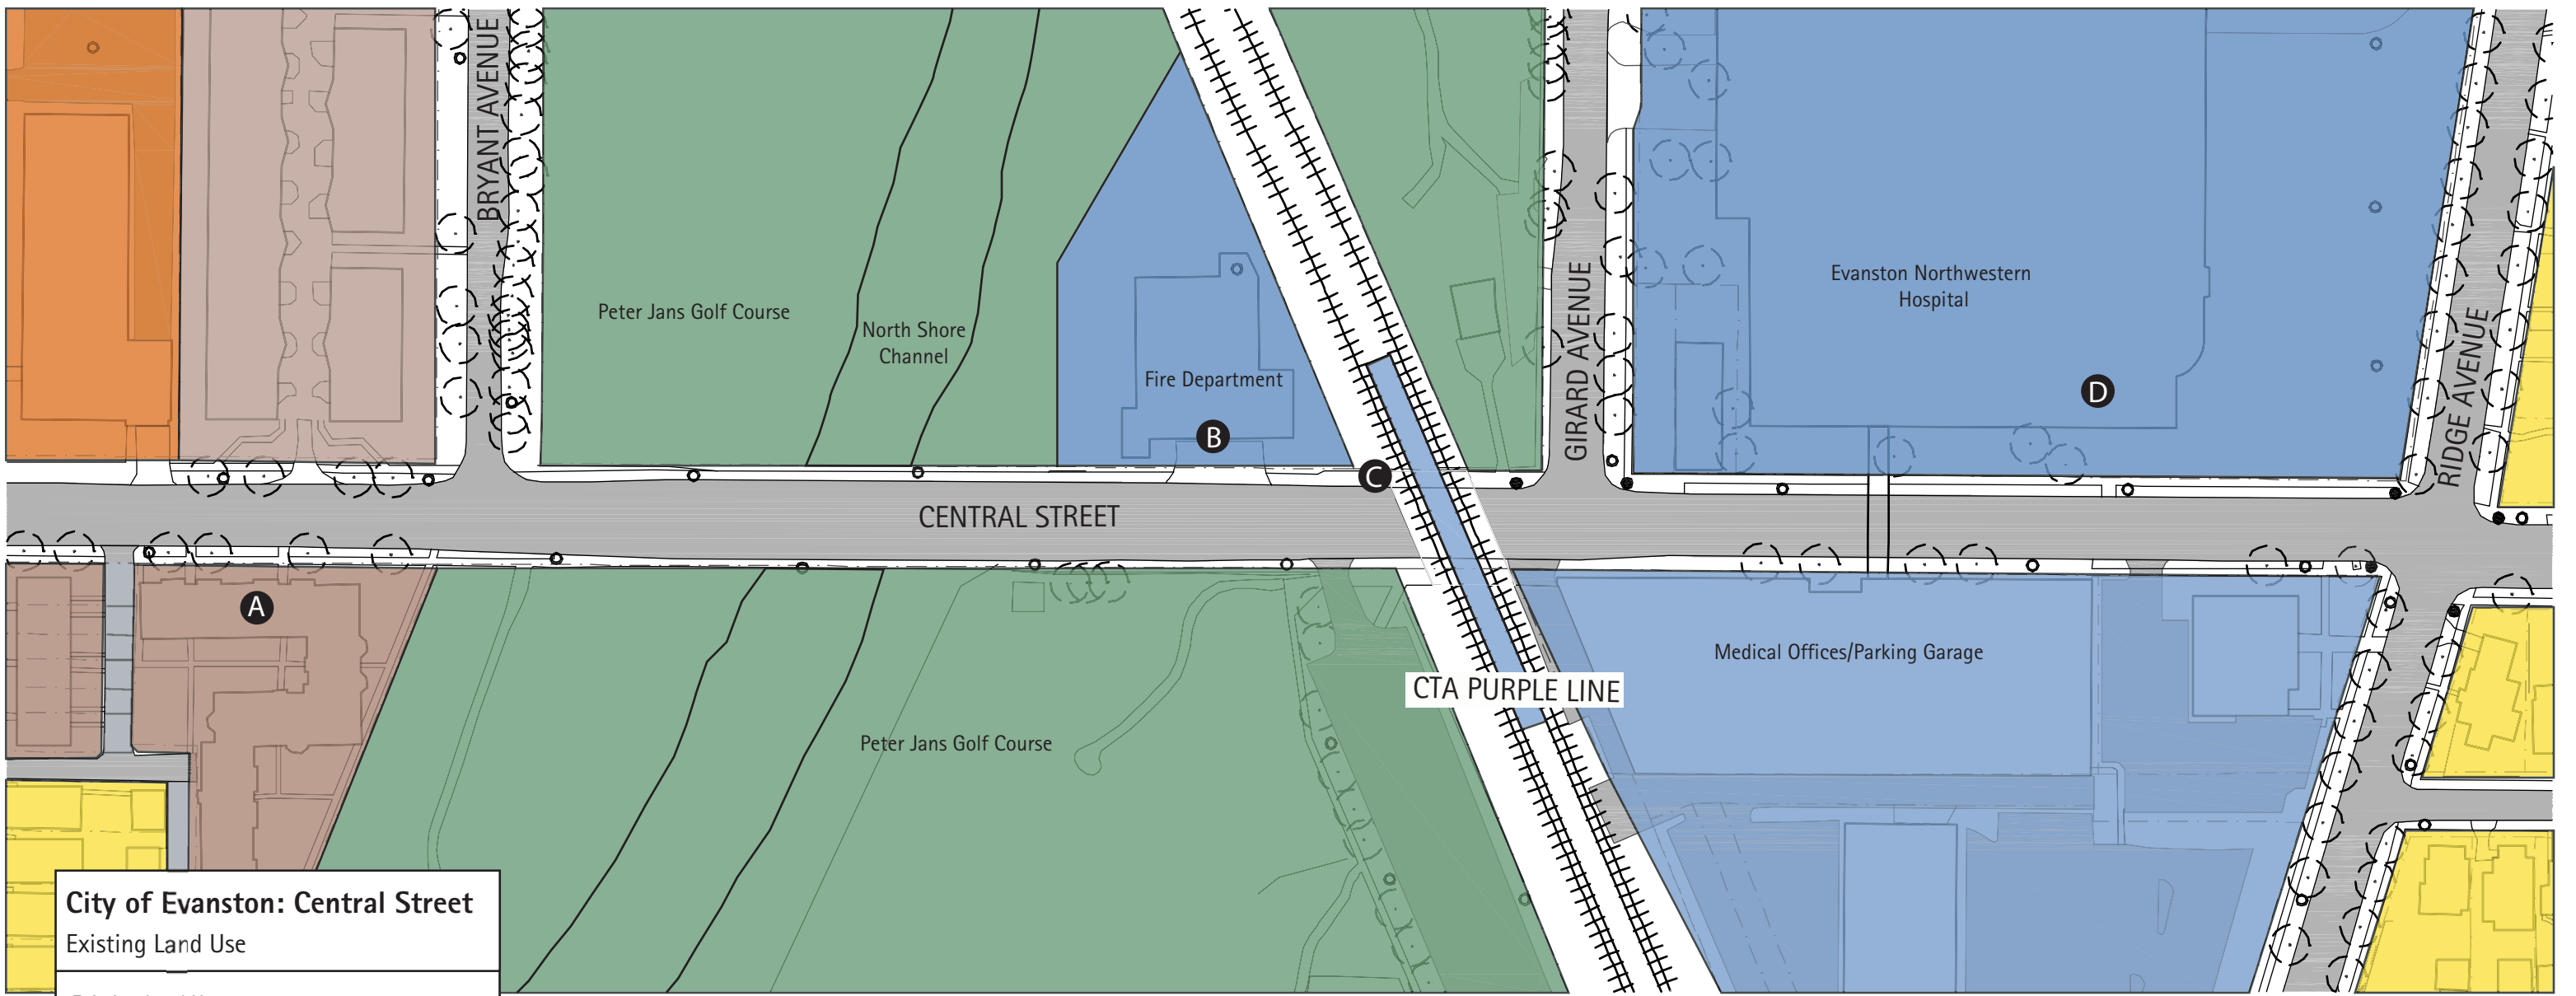 BRYANT AVENUE
Peter Jans Golf Course
North Shore
Channel
Fire Department
B
C
GIRARD AVENUE
Evanston Northwestern
Hospital
D
RIDGE AVENUE
CENTRAL STREET
A
Medical Offices/Parking Garage
CTA PURPLE LINE
Peter Jans Golf Course
City of Evanston: Central Street
Existing Land Use